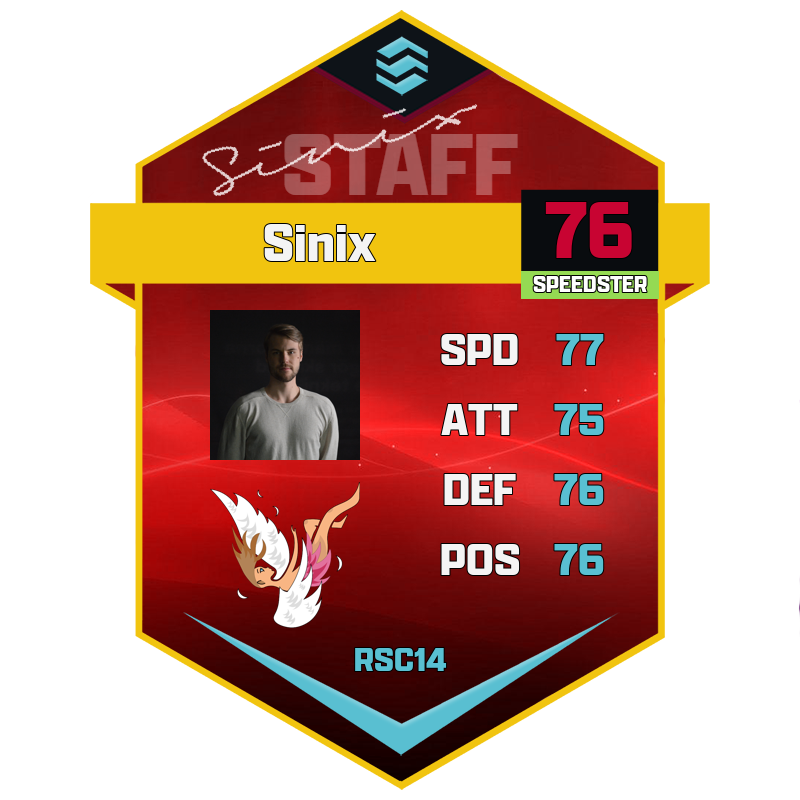 Sinix
STAFF
Sinix
76
SPEEDSTER
SPD 77
ATT 75
DEF 76
POS 76
RSC14